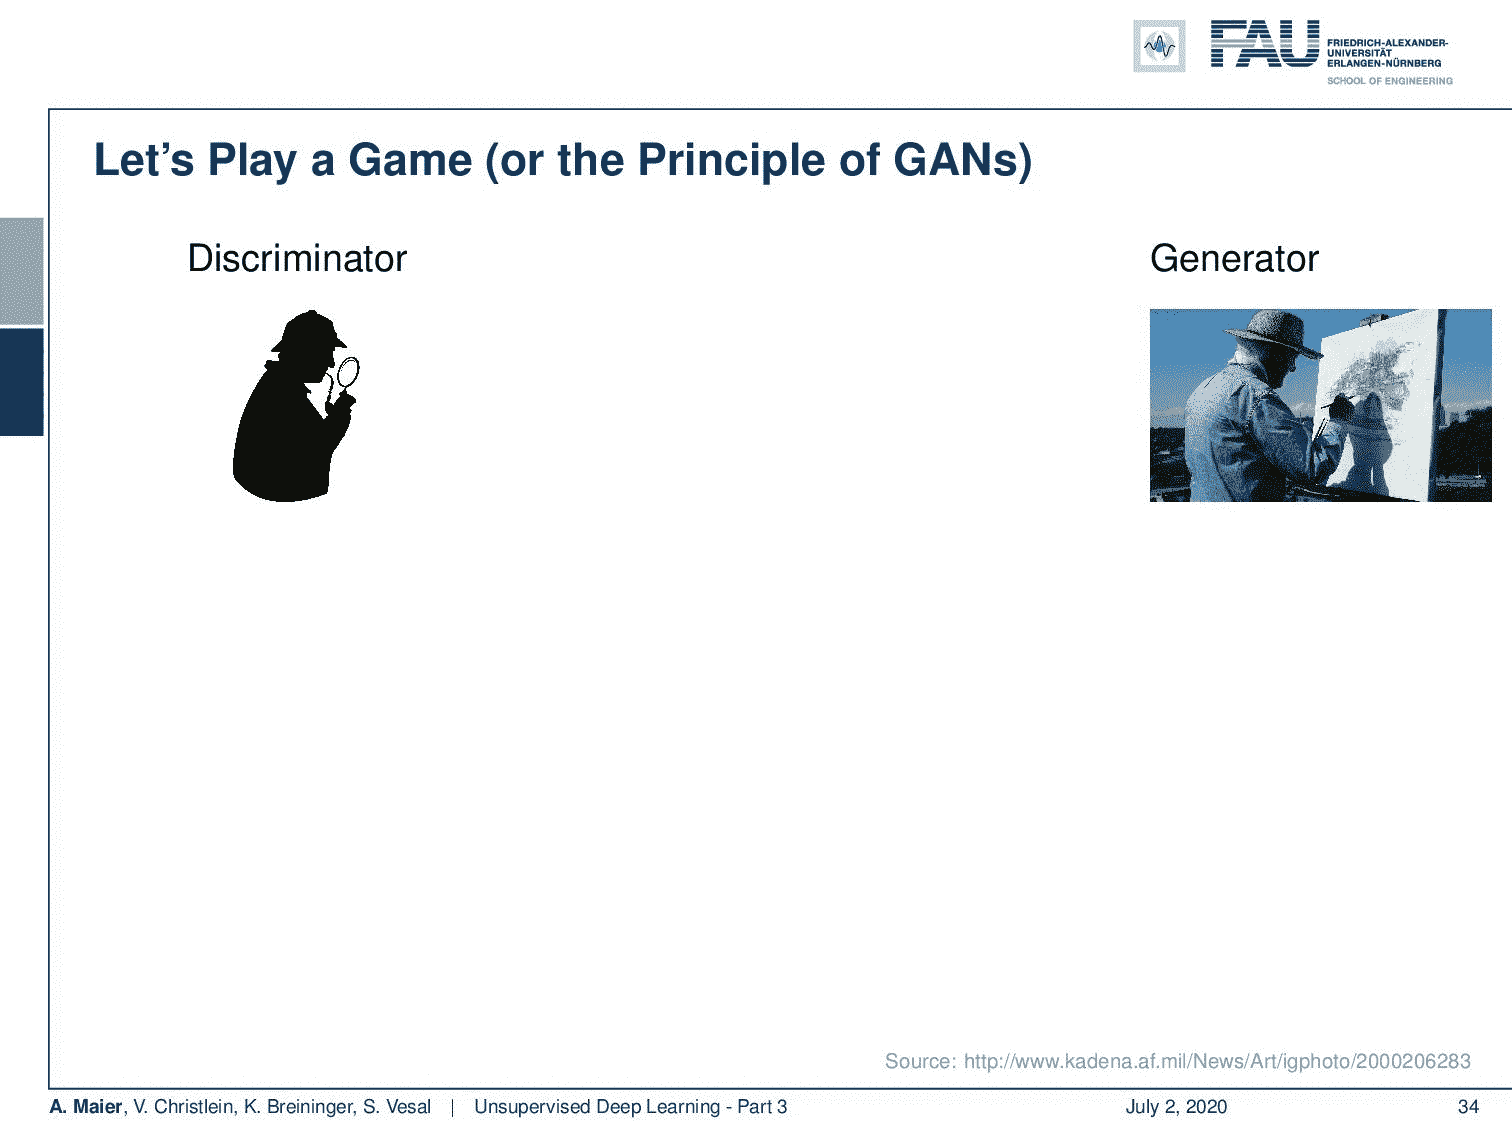 FAU
FRIEDRICH-ALEXANDER-
UNIVERSITÄT
ERLANGEN-NÜRNBERG
SCHOOL OF ENGINEERING
Let’s Play a Game (or the Principle of GANs)
Discriminator
Generator
Source: http://www.kadena.af.mil/News/Art/igphoto/2000206283
A. Maier, V. Christlein, K. Breininger, S. Vesal | Unsupervised Deep Learning - Part 3 July 2, 2020 34